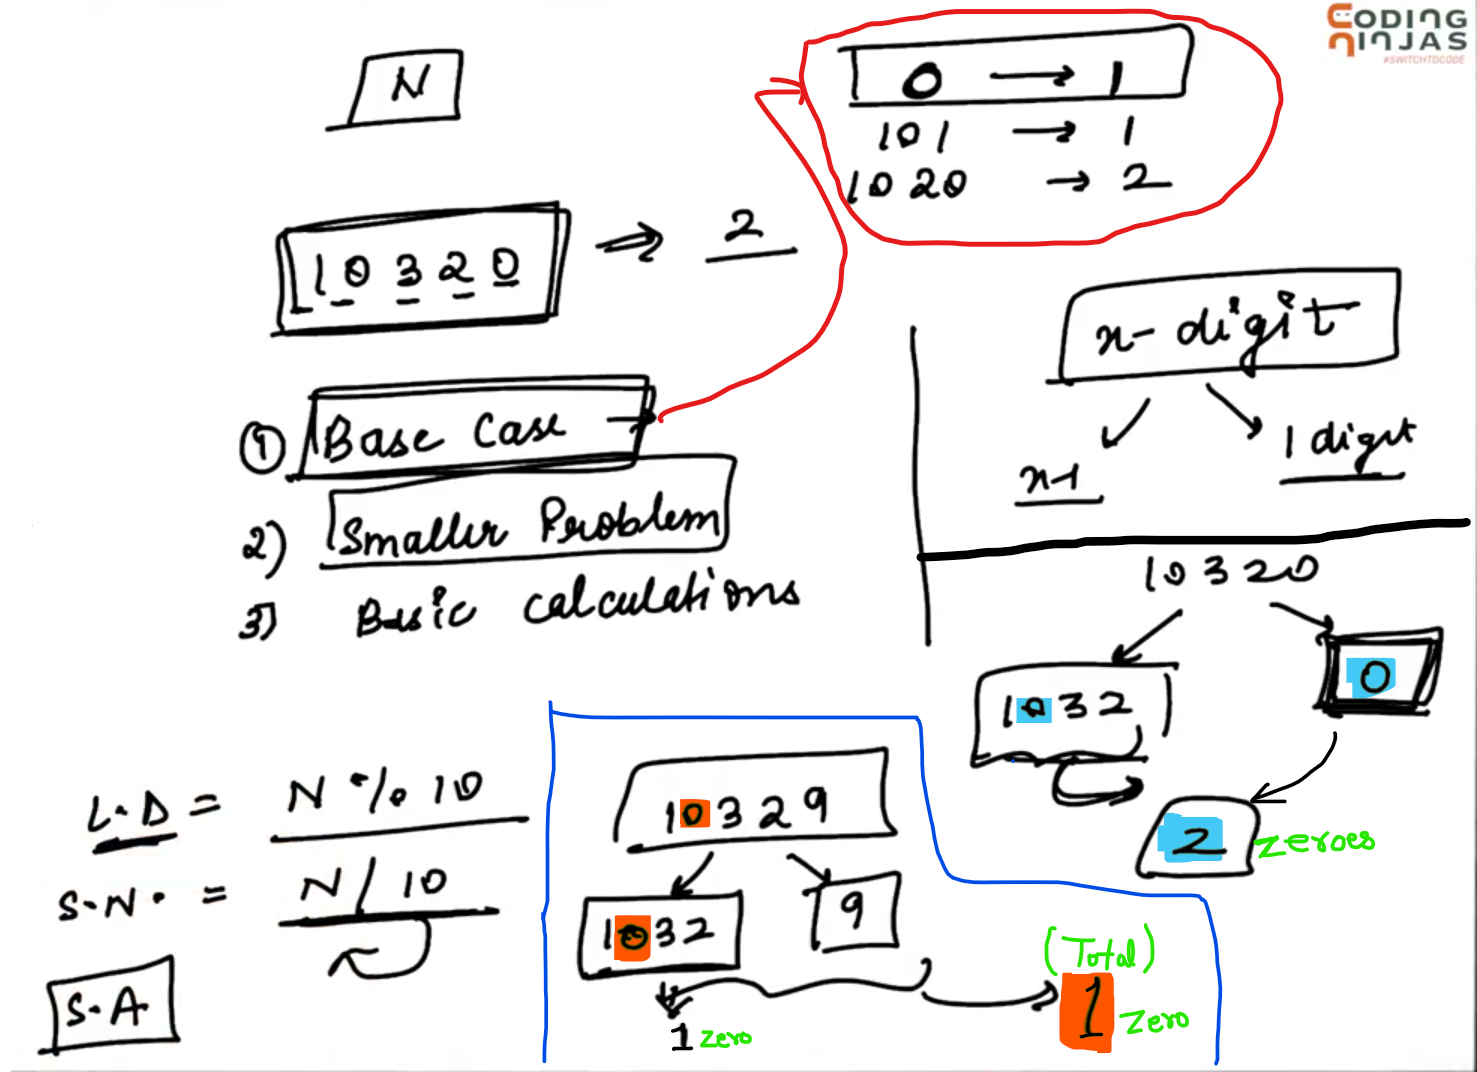 CODING
NINJAS
#SWITCHTOCODE
N
0 → 1
101 → 1
1020 → 2
10320 ⇒ 2
n-digit
n-1
1 digit
1) Base Case →
2) Smaller Problem
3) Basic calculations
10320
1032
0
2 zeroes
L.D = N % 10
S.N. = N / 10
S.A
10329
1032
9
1 zero
(Total)
1 zero